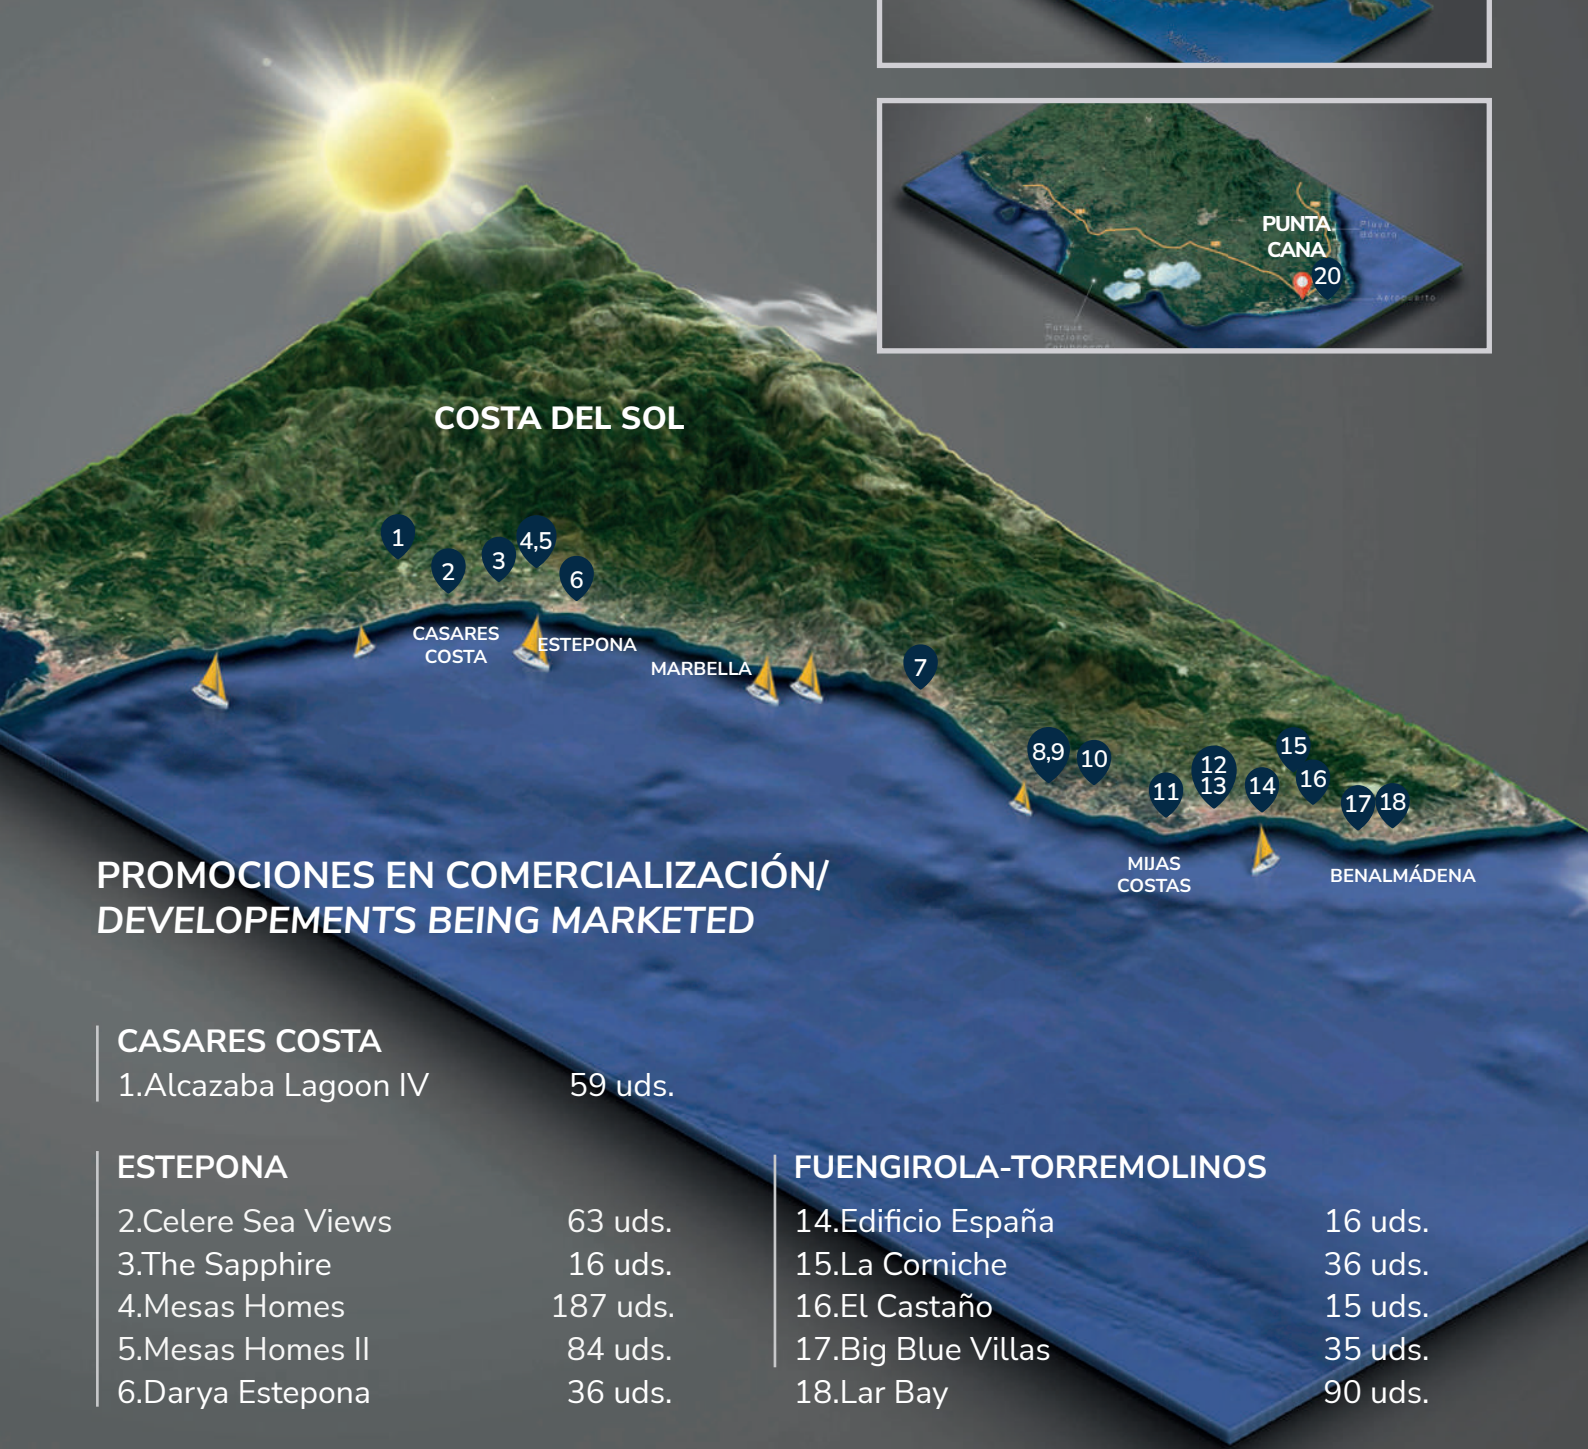 PUNTA
CANA
20
Playa
Bávaro
Aeropuerto
Parque
Nacional
COSTA DEL SOL
1
2
3
4,5
6
CASARES
COSTA
ESTEPONA
MARBELLA
7
8,9
10
11
12
13
14
15
16
17
18
MIJAS
COSTAS
BENALMÁDENA
PROMOCIONES EN COMERCIALIZACIÓN/
DEVELOPEMENTS BEING MARKETED
CASARES COSTA
1.Alcazaba Lagoon IV 59 uds.
ESTEPONA
2.Celere Sea Views 63 uds.
3.The Sapphire 16 uds.
4.Mesas Homes 187 uds.
5.Mesas Homes II 84 uds.
6.Darya Estepona 36 uds.
FUENGIROLA-TORREMOLINOS
14.Edificio España 16 uds.
15.La Corniche 36 uds.
16.El Castaño 15 uds.
17.Big Blue Villas 35 uds.
18.Lar Bay 90 uds.